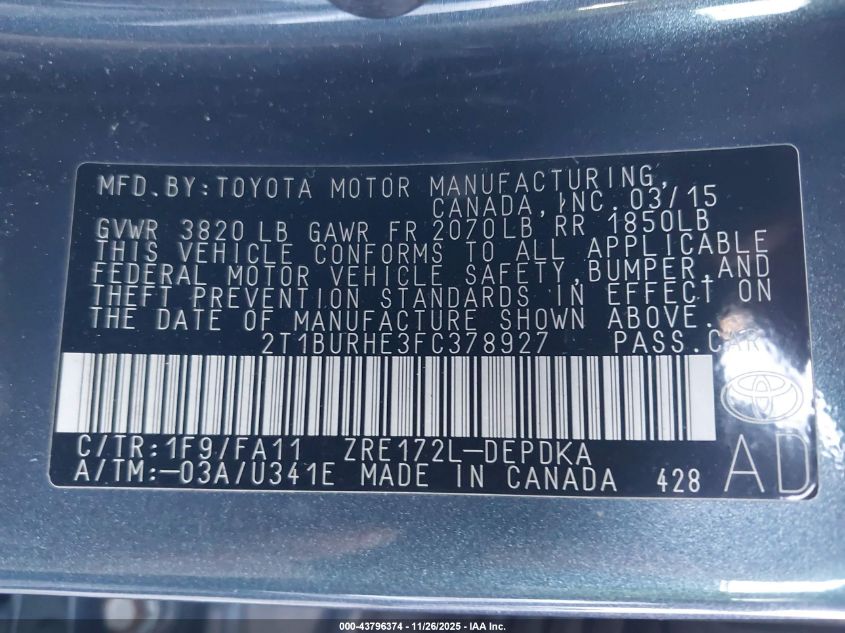 MFD.BY:TOYOTA MOTOR MANUFACTURING,
CANADA,INC. 03/15
GVWR 3820 LB GAWR FR 2070LB RR 1850LB
THIS VEHICLE CONFORMS TO ALL APPLICABLE
FEDERAL MOTOR VEHICLE SAFETY,BUMPER,AND
THEFT PREVENTION STANDARDS IN EFFECT ON
THE DATE OF MANUFACTURE SHOWN ABOVE.
2T1BURHE3FC378927 PASS.CAR
C/TR:1F9/FA11 ZRE172L-DEPDKA
A/TM:-03A/U341E MADE IN CANADA 428
AD
000-43796374 | 11/26/2025 - IAA Inc.